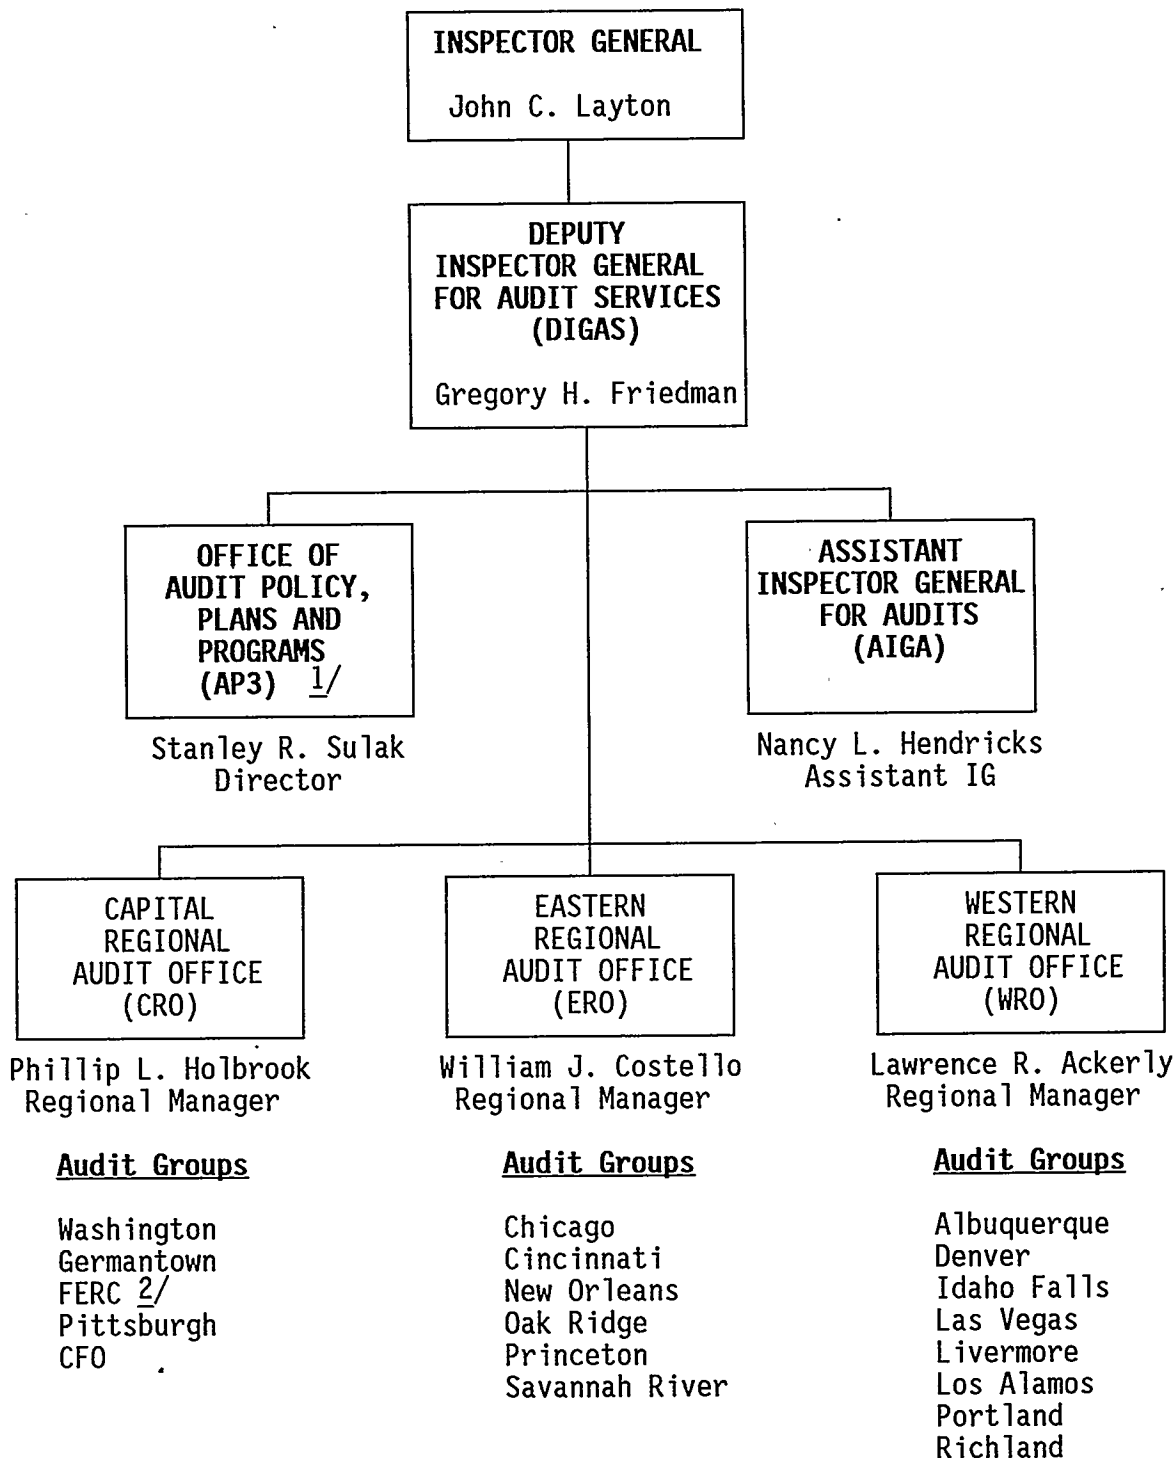 INSPECTOR GENERAL
John C. Layton
DEPUTY
INSPECTOR GENERAL
FOR AUDIT SERVICES
(DIGAS)
Gregory H. Friedman
OFFICE OF
AUDIT POLICY,
PLANS AND
PROGRAMS
(AP3) 1/
Stanley R. Sulak
Director
ASSISTANT
INSPECTOR GENERAL
FOR AUDITS
(AIGA)
Nancy L. Hendricks
Assistant IG
CAPITAL
REGIONAL
AUDIT OFFICE
(CRO)
Phillip L. Holbrook
Regional Manager
Audit Groups
Washington
Germantown
FERC 2/
Pittsburgh
CFO
EASTERN
REGIONAL
AUDIT OFFICE
(ERO)
William J. Costello
Regional Manager
Audit Groups
Chicago
Cincinnati
New Orleans
Oak Ridge
Princeton
Savannah River
WESTERN
REGIONAL
AUDIT OFFICE
(WRO)
Lawrence R. Ackerly
Regional Manager
Audit Groups
Albuquerque
Denver
Idaho Falls
Las Vegas
Livermore
Los Alamos
Portland
Richland